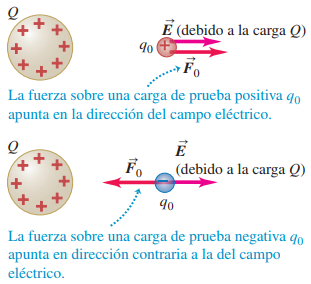 Q
E⃗ (debido a la carga Q)
q₀
+
F⃗₀
La fuerza sobre una carga de prueba positiva q₀
apunta en la dirección del campo eléctrico.
Q
E⃗
F⃗₀ (debido a la carga Q)
q₀
La fuerza sobre una carga de prueba negativa q₀
apunta en dirección contraria a la del campo
eléctrico.